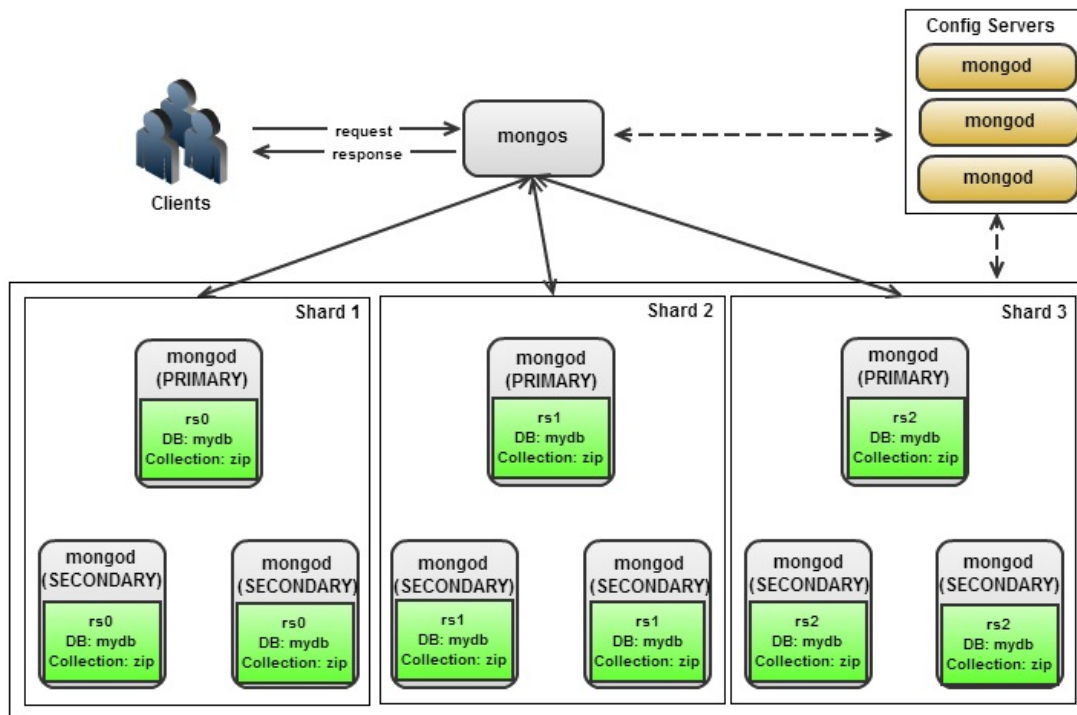 Config Servers
mongod
mongod
mongod
request
response
mongos
Clients
Shard 1
mongod
(PRIMARY)
rs0
DB: mydb
Collection: zip
mongod
(SECONDARY)
rs0
DB: mydb
Collection: zip
mongod
(SECONDARY)
rs0
DB: mydb
Collection: zip
Shard 2
mongod
(PRIMARY)
rs1
DB: mydb
Collection: zip
mongod
(SECONDARY)
rs1
DB: mydb
Collection: zip
mongod
(SECONDARY)
rs1
DB: mydb
Collection: zip
Shard 3
mongod
(PRIMARY)
rs2
DB: mydb
Collection: zip
mongod
(SECONDARY)
rs2
DB: mydb
Collection: zip
mongod
(SECONDARY)
rs2
DB: mydb
Collection: zip